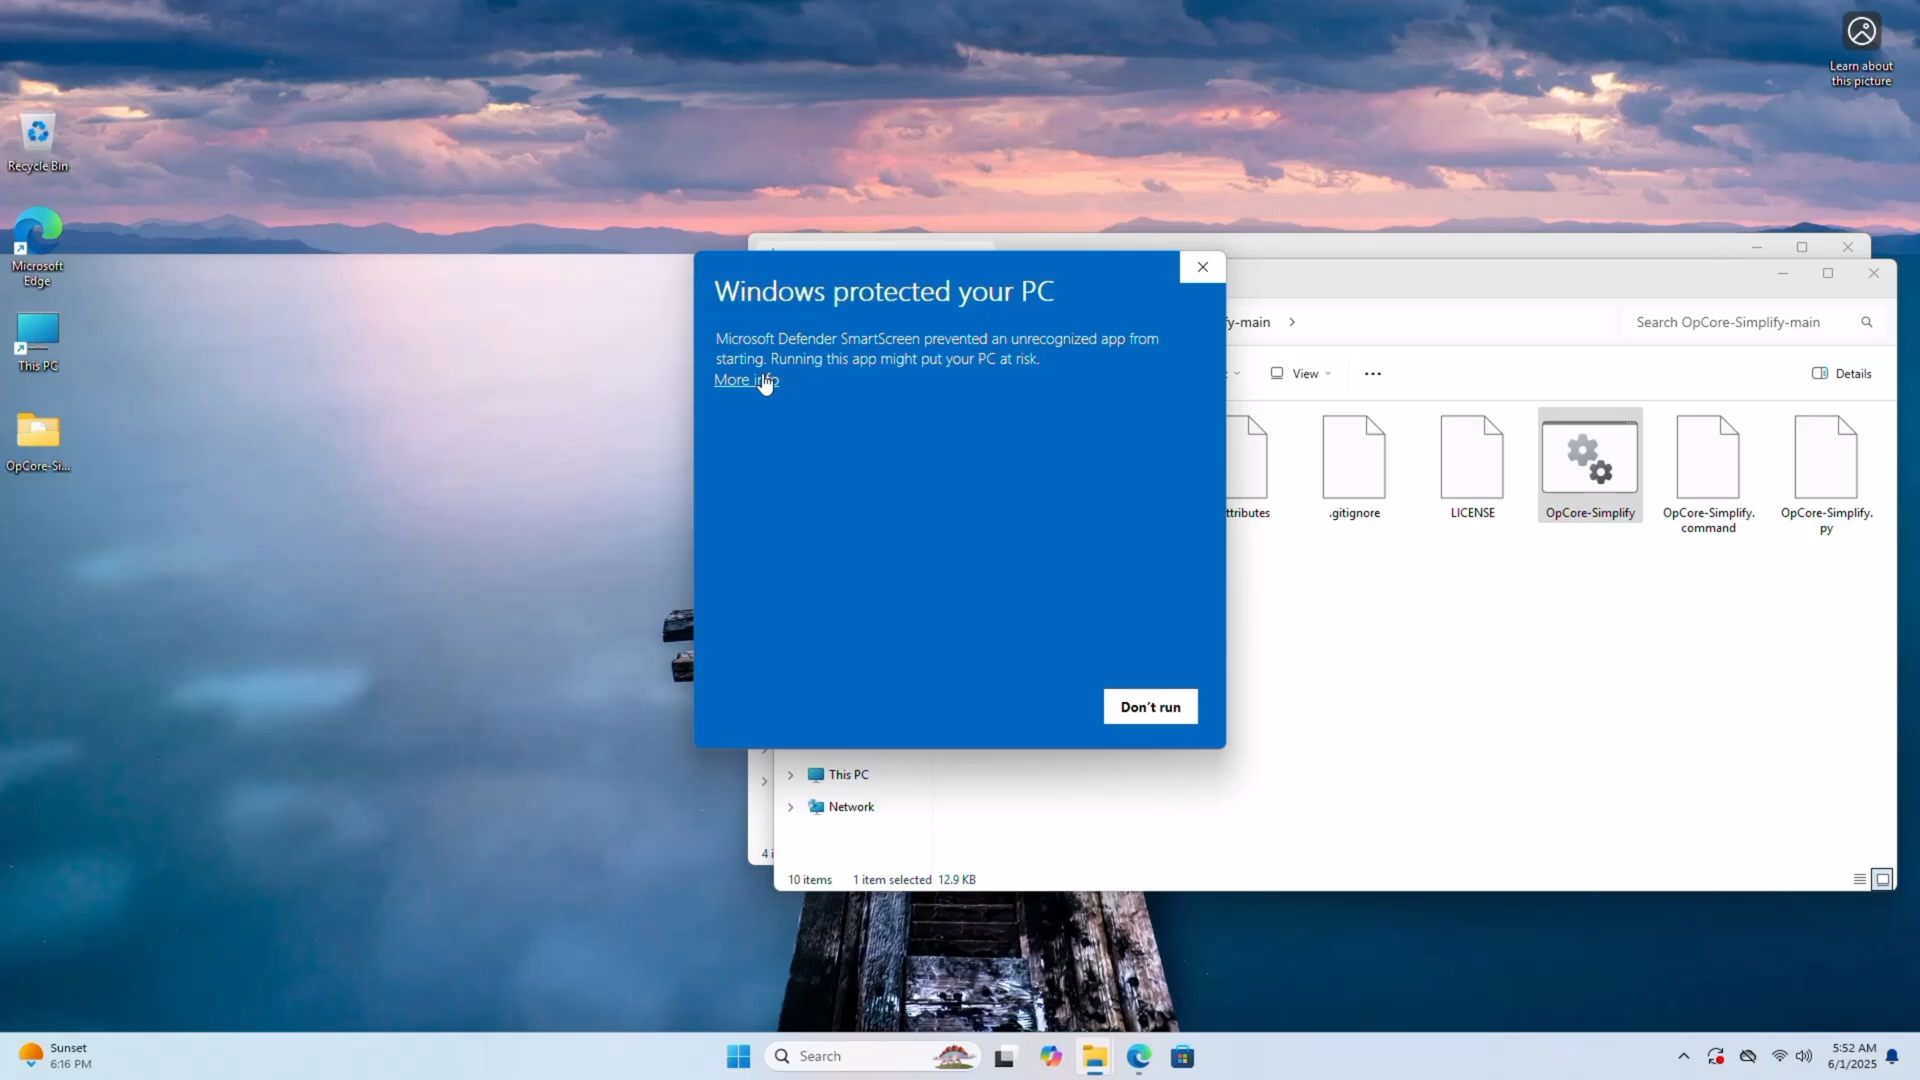 Learn about
this picture
Recycle Bin
Microsoft
Edge
This PC
OpCore-Si...
Windows protected your PC
Microsoft Defender SmartScreen prevented an unrecognized app from
starting. Running this app might put your PC at risk.
More info
Don't run
y-main
Search OpCore-Simplify-main
View
Details
ttributes
.gitignore
LICENSE
OpCore-Simplify
OpCore-Simplify.
command
OpCore-Simplify.
py
This PC
Network
4 i
10 items 1 item selected 12.9 KB
Sunset
6:16 PM
Search
5:52 AM
6/1/2025